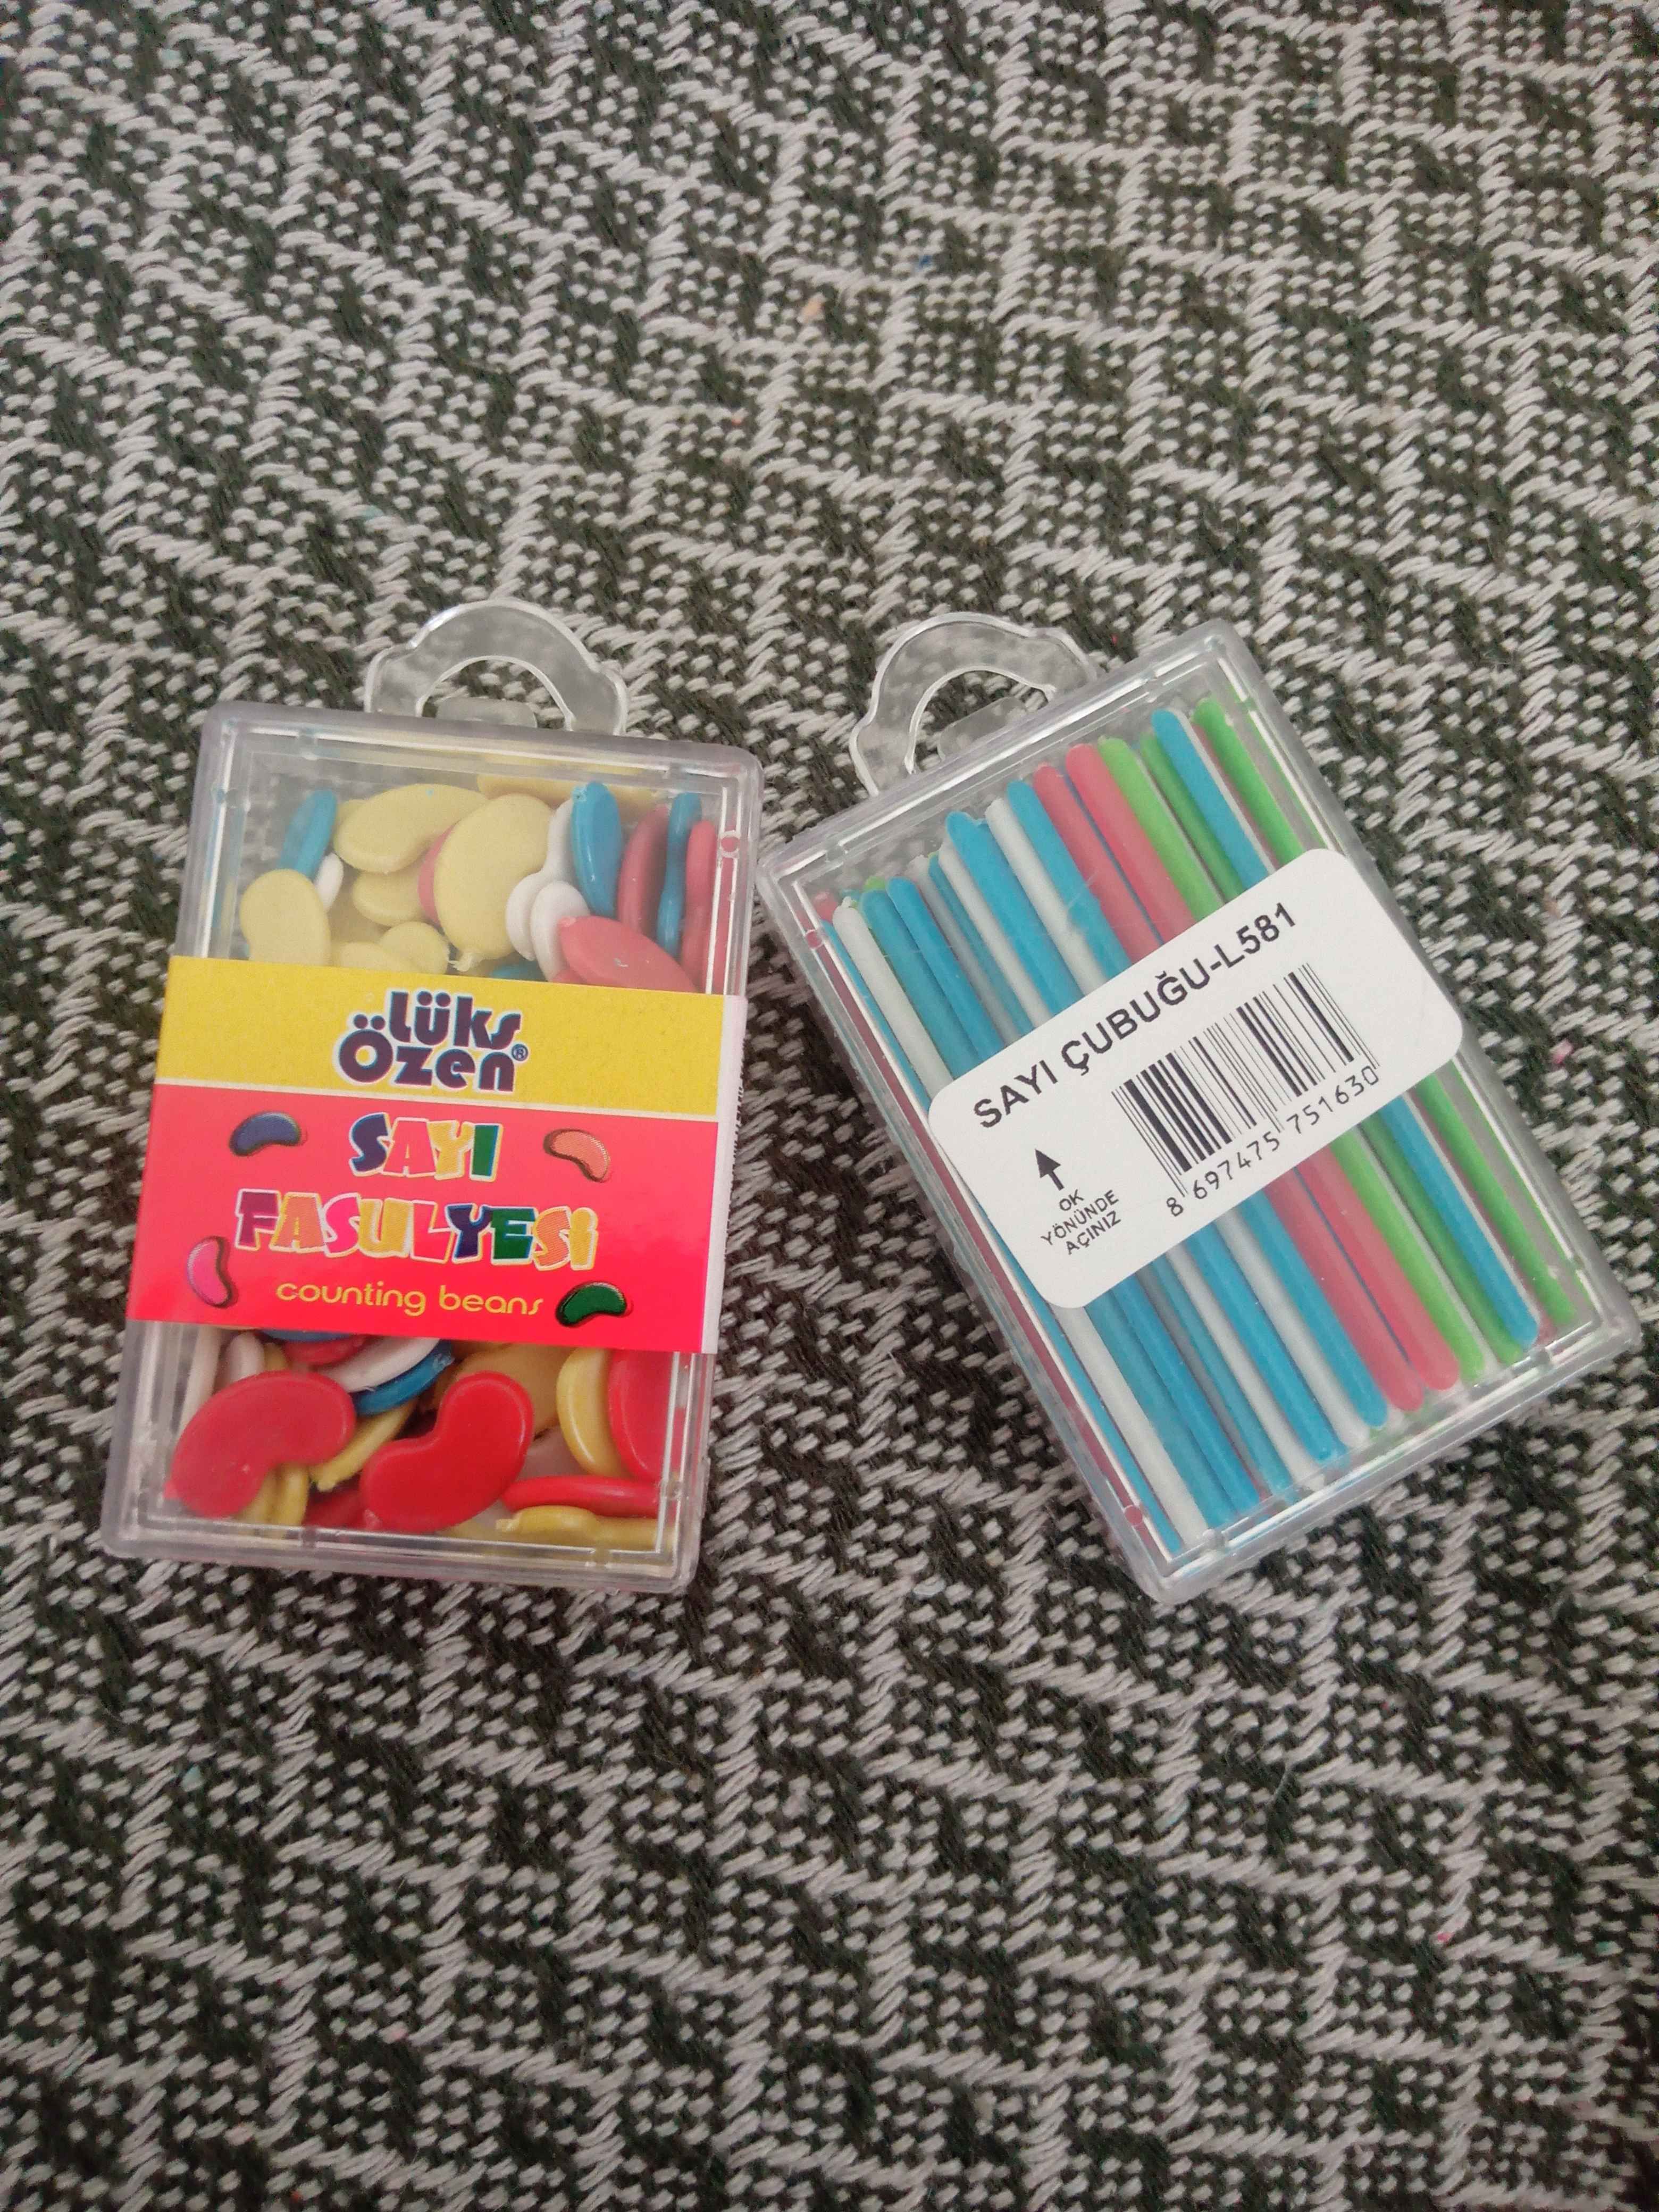 Lüks
Özen®
SAYI
FASULYESİ
counting beans
SAYI ÇUBUĞU-L581
OK
YÖNÜNDE
AÇINIZ
8 697475 751630